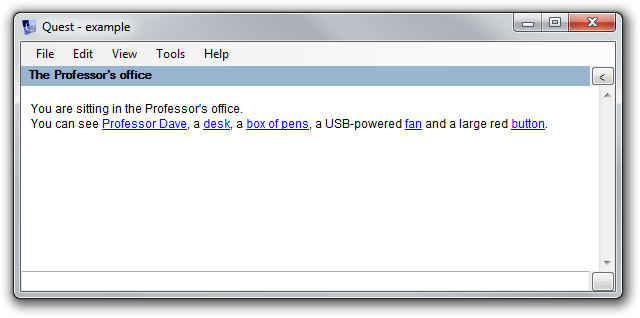 Quest - example
File Edit View Tools Help
The Professor's office
<
You are sitting in the Professor's office.
You can see Professor Dave, a desk, a box of pens, a USB-powered fan and a large red button.